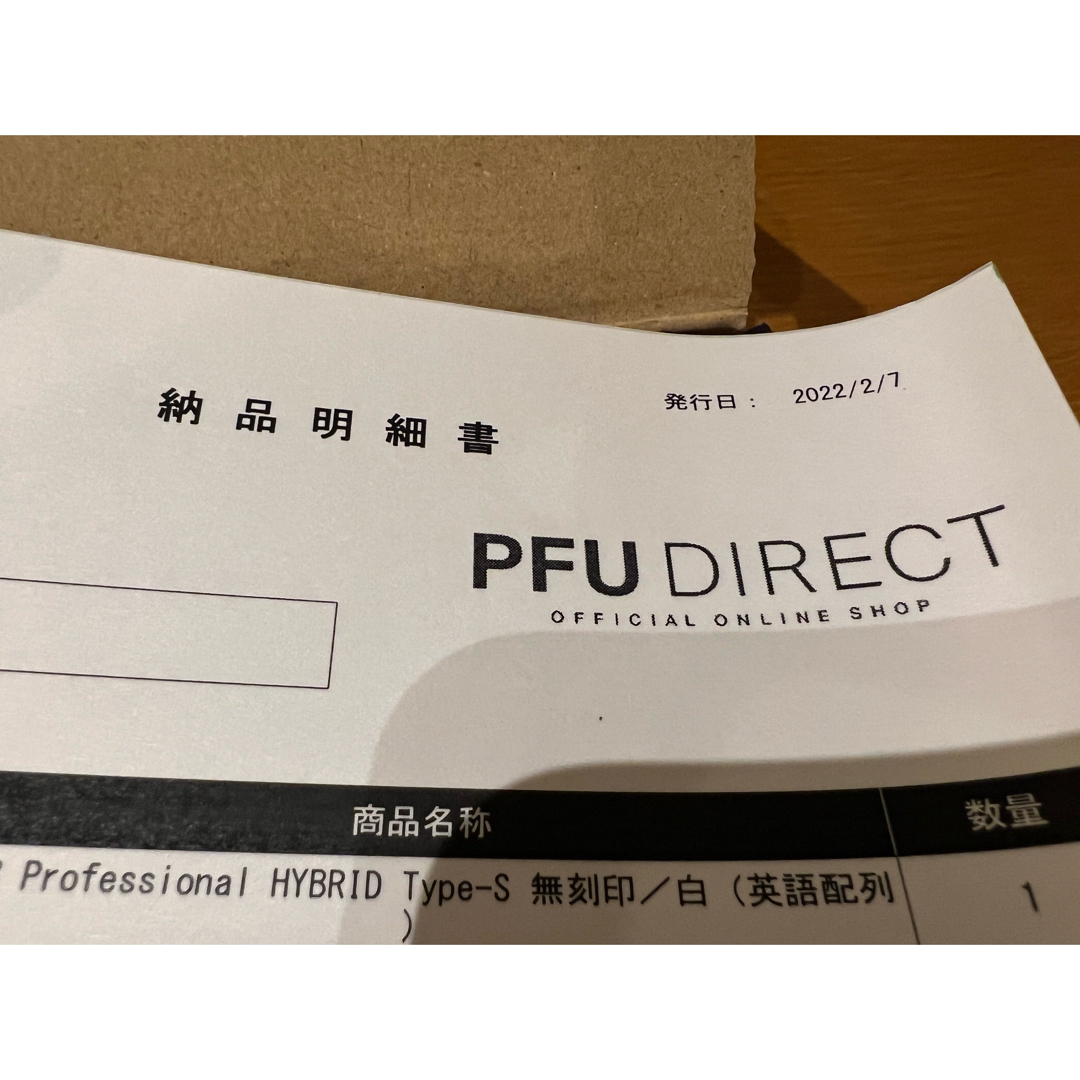 納品明細書
発行日： 2022/2/7
PFU DIRECT
OFFICIAL ONLINE SHOP
商品名称 数量
Professional HYBRID Type-S 無刻印／白（英語配列 1
）